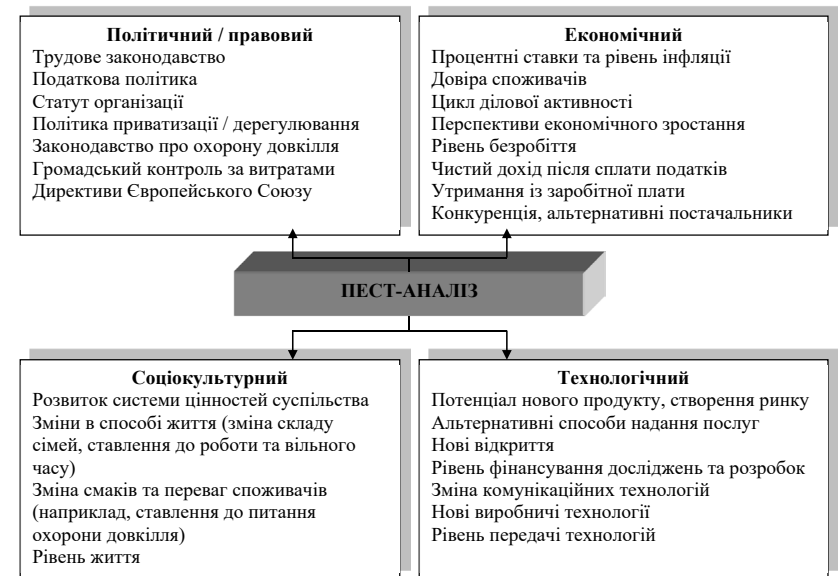 Політичний / правовий
Трудове законодавство
Податкова політика
Статут організації
Політика приватизації / дерегулювання
Законодавство про охорону довкілля
Громадський контроль за витратами
Директиви Європейського Союзу
Економічний
Процентні ставки та рівень інфляції
Довіра споживачів
Цикл ділової активності
Перспективи економічного зростання
Рівень безробіття
Чистий дохід після сплати податків
Утримання із заробітної плати
Конкуренція, альтернативні постачальники
ПЕСТ-АНАЛІЗ
Соціокультурний
Розвиток системи цінностей суспільства
Зміни в способі життя (зміна складу
сімей, ставлення до роботи та вільного
часу)
Зміна смаків та переваг споживачів
(наприклад, ставлення до питання
охорони довкілля)
Рівень життя
Технологічний
Потенціал нового продукту, створення ринку
Альтернативні способи надання послуг
Нові відкриття
Рівень фінансування досліджень та розробок
Зміна комунікаційних технологій
Нові виробничі технології
Рівень передачі технологій